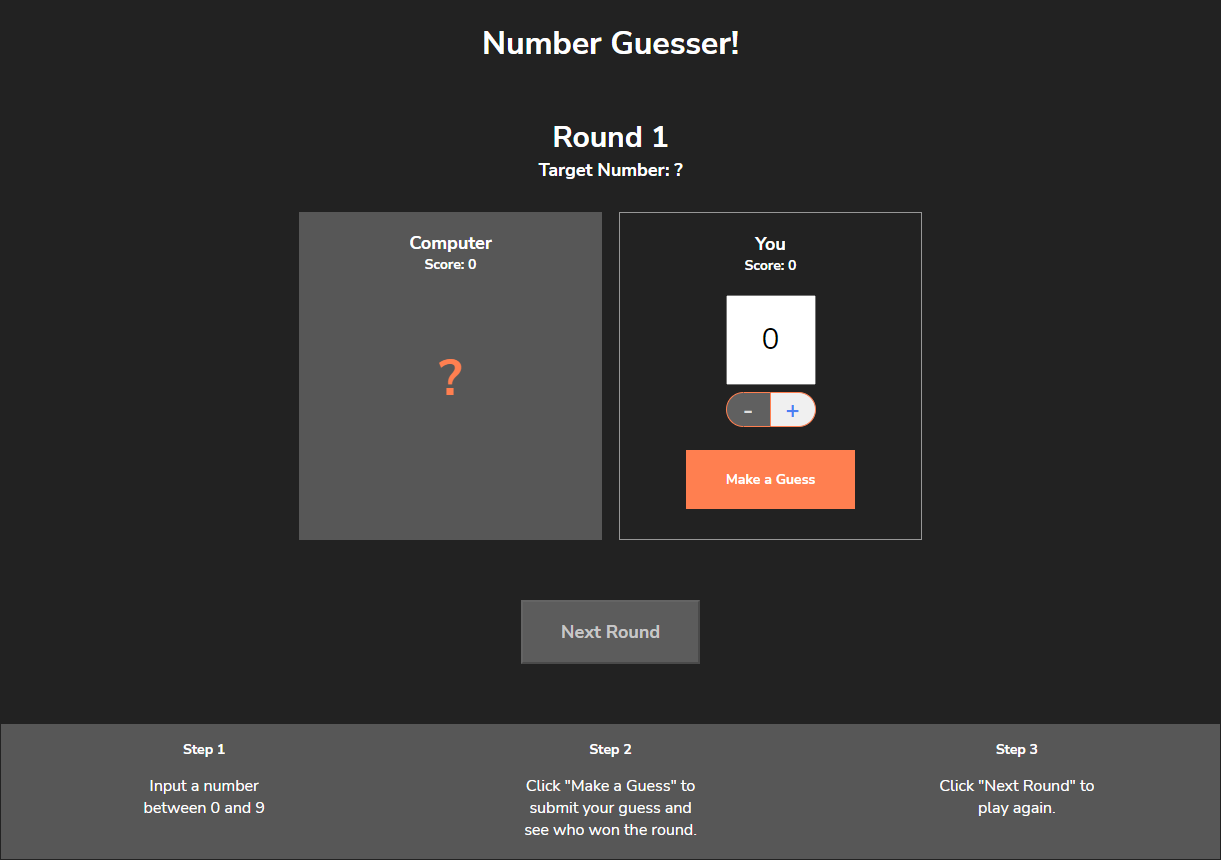 Number Guesser!
Round 1
Target Number: ?
Computer
Score: 0
?
You
Score: 0
0
- +
Make a Guess
Next Round
Step 1
Input a number
between 0 and 9
Step 2
Click "Make a Guess" to
submit your guess and
see who won the round.
Step 3
Click "Next Round" to
play again.